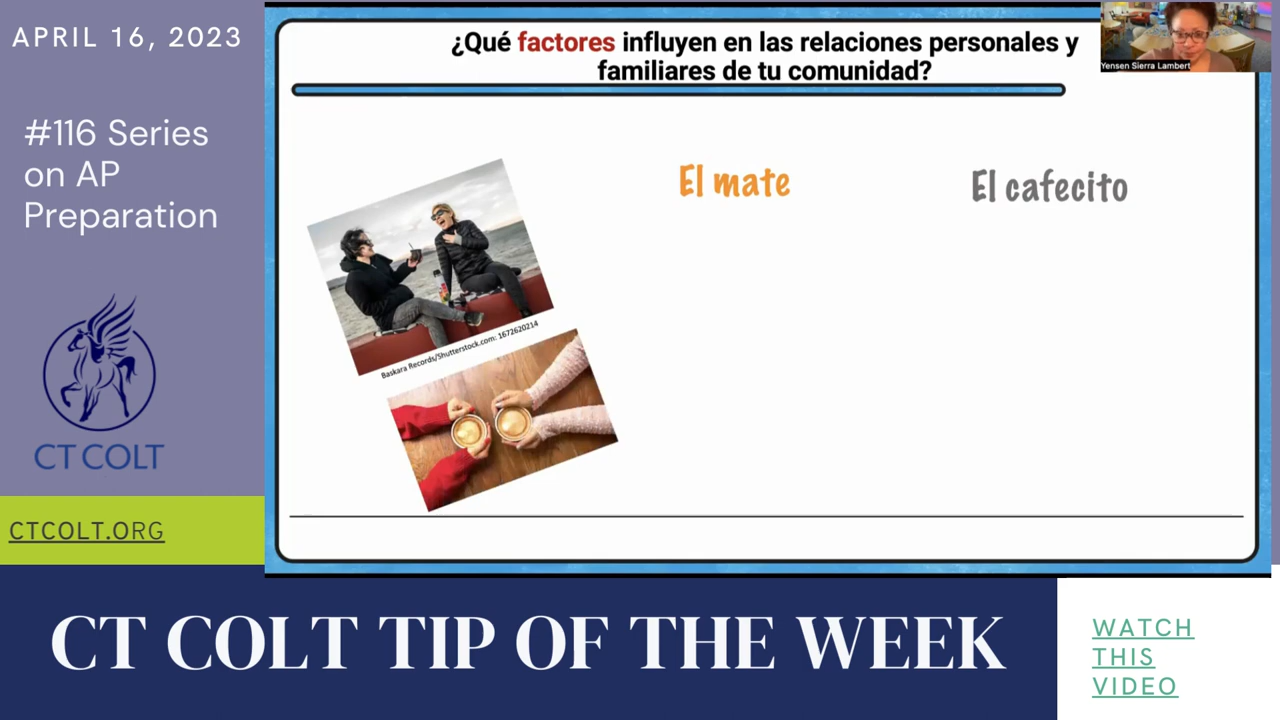 APRIL 16, 2023
#116 Series
on AP
Preparation
CT COLT
CTCOLT.ORG
¿Qué factores influyen en las relaciones personales y
familiares de tu comunidad?
Yensen Sierra Lambert
El mate
El cafecito
Baskara Records/Shutterstock.com: 1672620214
CT COLT TIP OF THE WEEK
WATCH
THIS
VIDEO